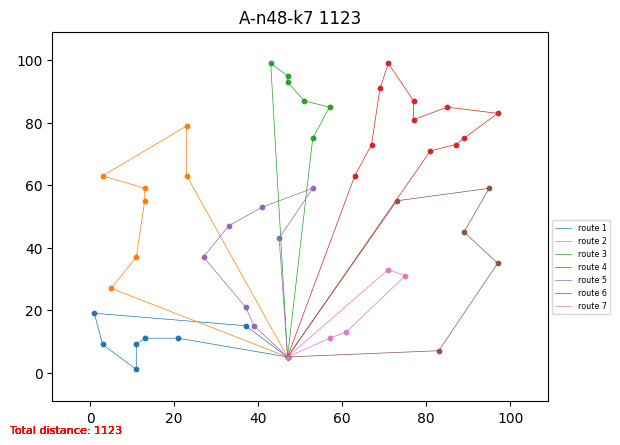 A-n48-k7 1123
100
80
60
40
20
0
0 20 40 60 80 100
route 1
route 2
route 3
route 4
route 5
route 6
route 7
Total distance: 1123